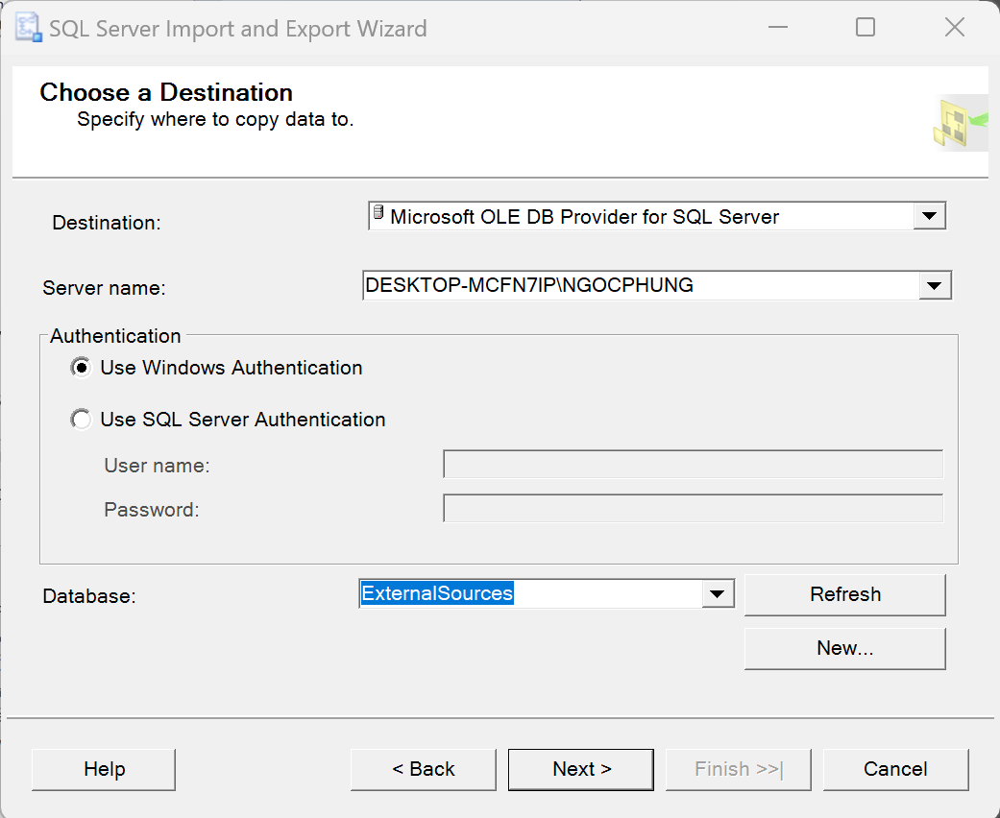 SQL Server Import and Export Wizard
Choose a Destination
Specify where to copy data to.
Destination: Microsoft OLE DB Provider for SQL Server
Server name: DESKTOP-MCFN7IP\NGOCPHUNG
Authentication
Use Windows Authentication
Use SQL Server Authentication
User name:
Password:
Database: ExternalSources Refresh
New...
Help < Back Next > Finish >>| Cancel